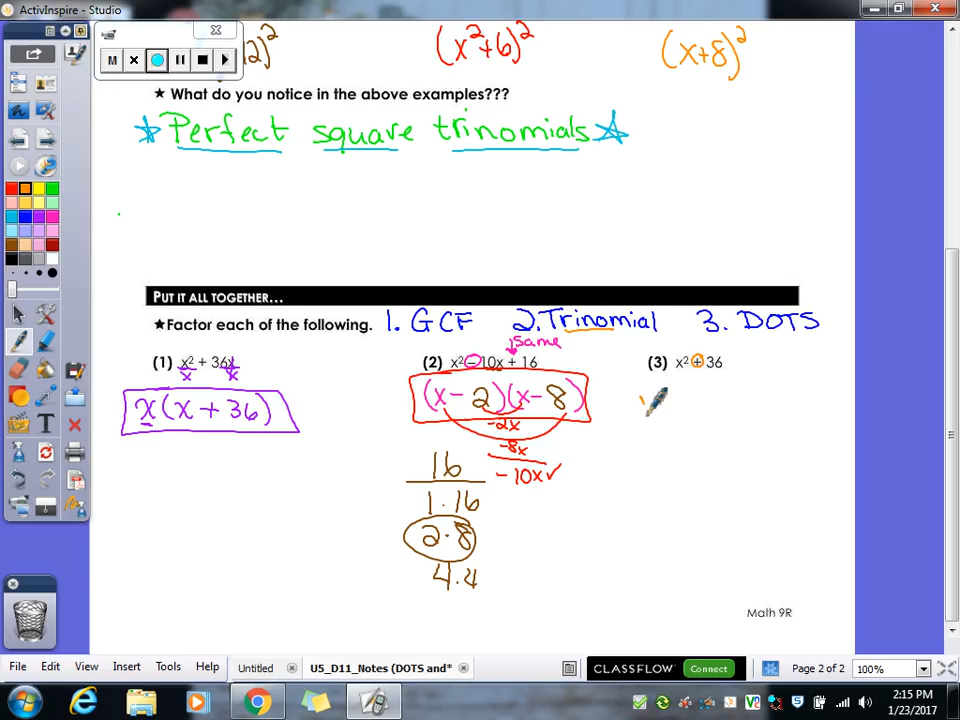 ActivInspire - Studio
2)² (x²+6)² (x+8)²
M
★ What do you notice in the above examples???
Perfect square trinomials
PUT IT ALL TOGETHER...
★Factor each of the following. 1. GCF 2. Trinomial 3. DOTS
same
(1) x² + 36x (2) x² – 10x + 16 (3) x² + 36
x x
x(x + 36) (x – 2)(x – 8)
-2x
-8x
16 -10x✓
1·16
2·8
4·4
Math 9R
File Edit View Insert Tools Help Untitled U5_D11_Notes (DOTS and* CLASSFLOW Connect Page 2 of 2 100%
2:15 PM
1/23/2017